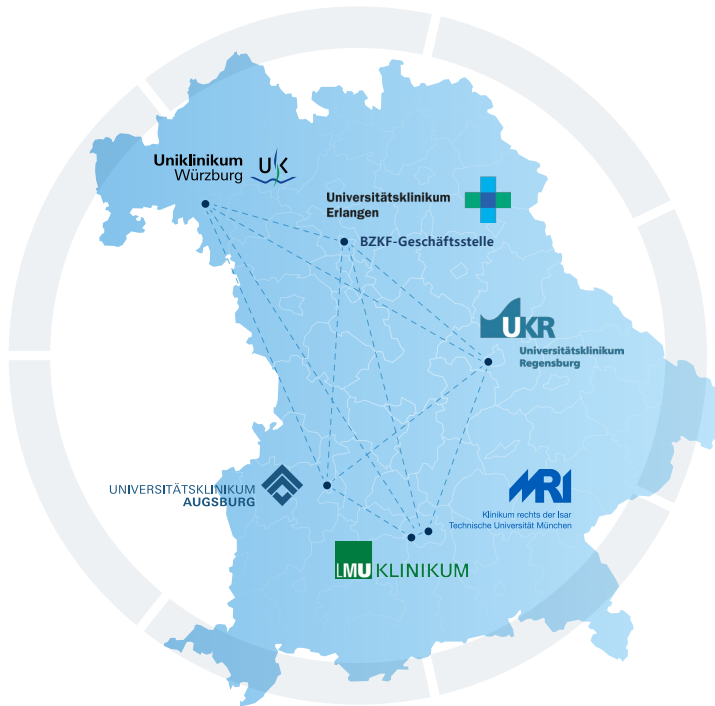 Uniklinikum
Würzburg
UK
Universitätsklinikum
Erlangen
BZKF-Geschäftsstelle
UKR
Universitätsklinikum
Regensburg
UNIVERSITÄTSKLINIKUM
AUGSBURG
MRI
Klinikum rechts der Isar
Technische Universität München
LMU KLINIKUM